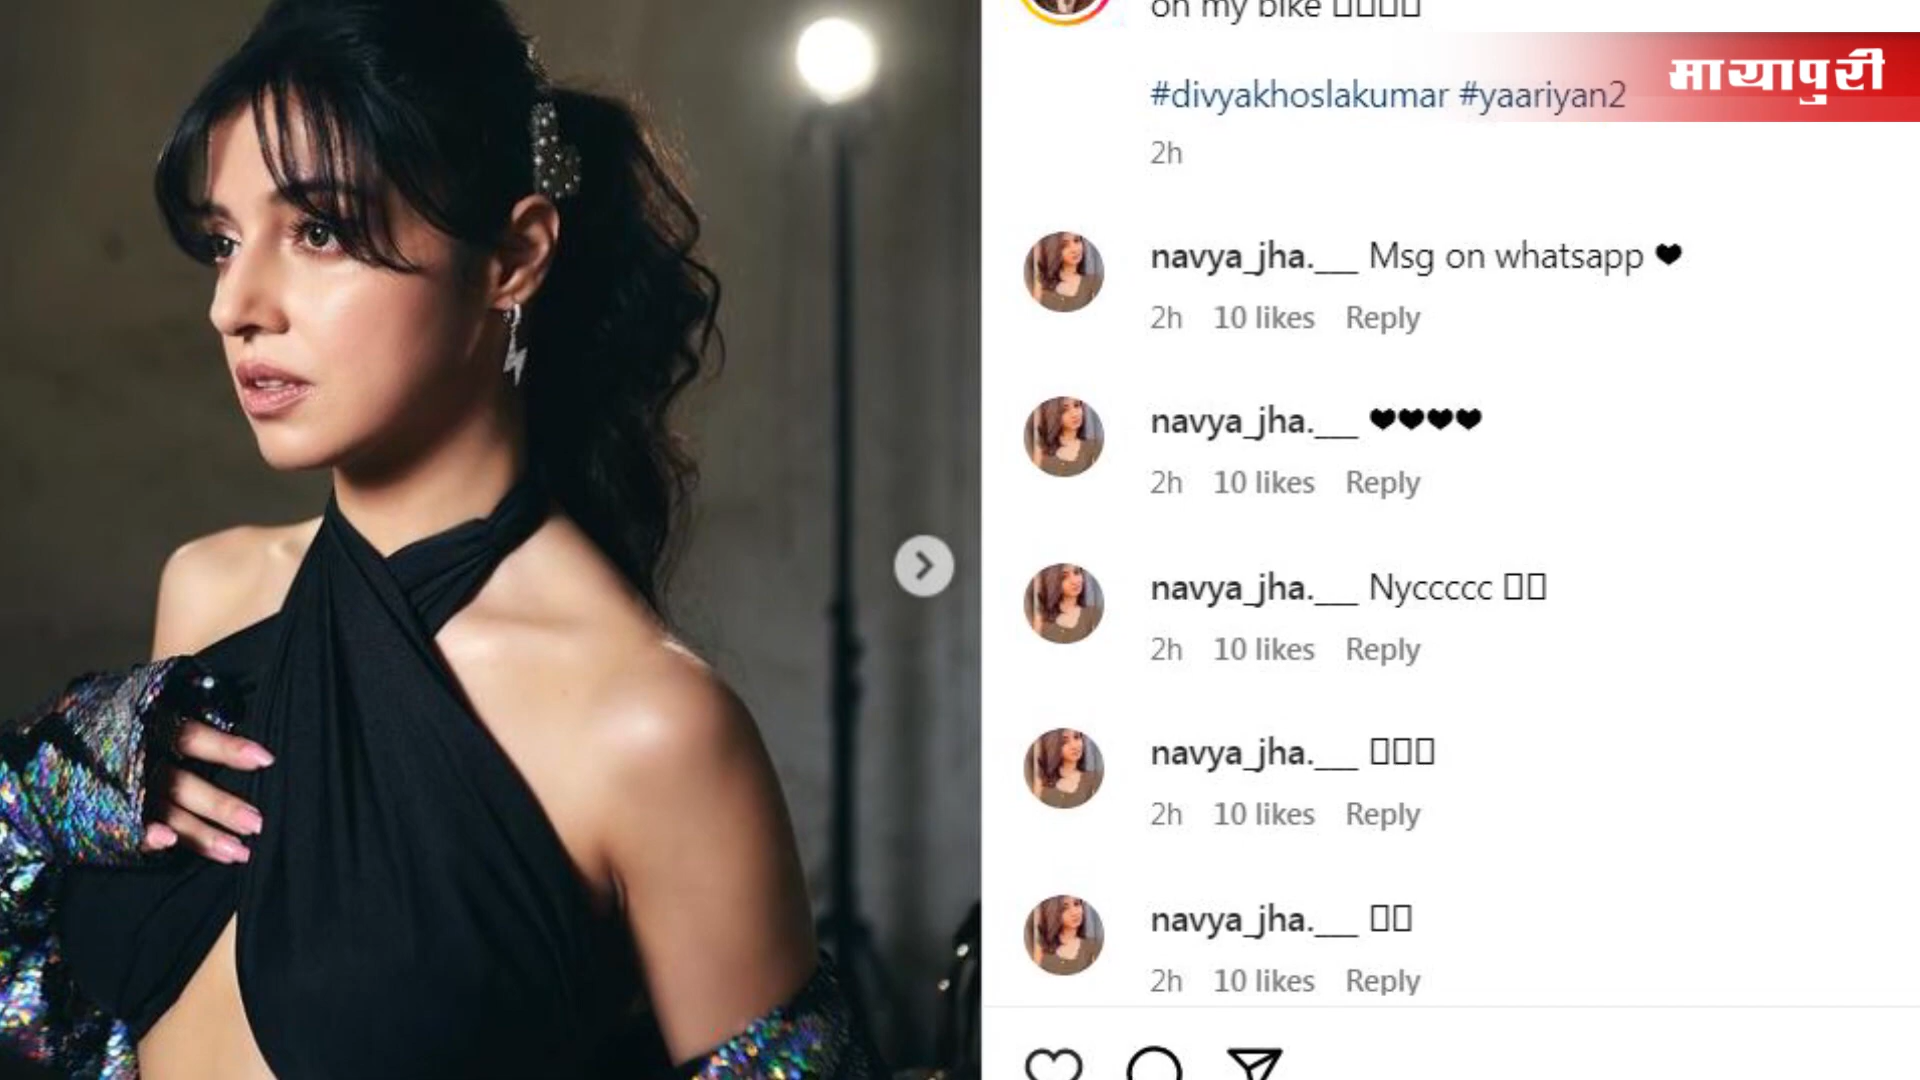 on my bike □□□□
मायापुरी
#divyakhoslakumar #yaariyan2
2h
navya_jha.___ Msg on whatsapp ❤
2h 10 likes Reply
navya_jha.___ ❤❤❤❤
2h 10 likes Reply
navya_jha.___ Nyccccc □□
2h 10 likes Reply
navya_jha.___ □□□
2h 10 likes Reply
navya_jha.___ □□
2h 10 likes Reply